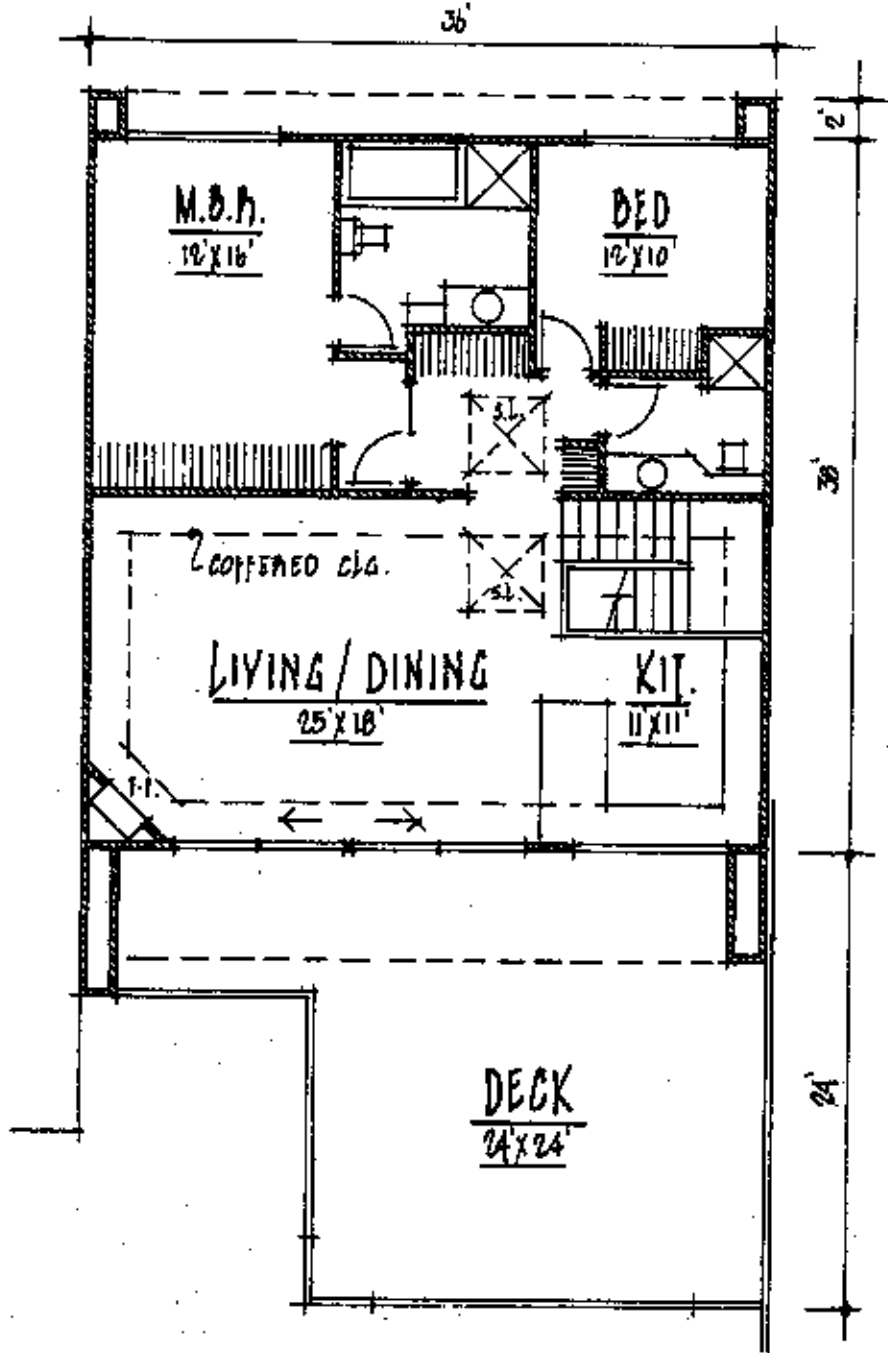 36'
2'
M.B.R.
12'X16'
BED
12'X10'
S.L.
38'
COFFERED CLG.
S.L.
LIVING / DINING
25'X18'
KIT.
11'X11'
F.P.
DECK
24'X24'
24'